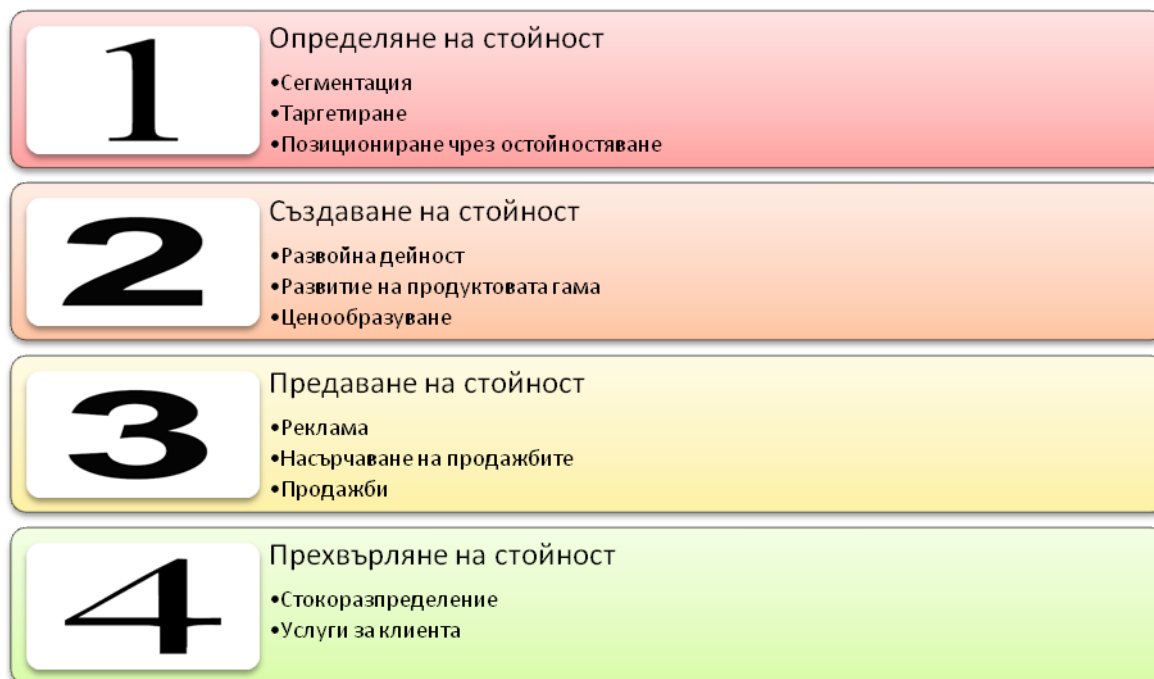 1
Определяне на стойност
•Сегментация
•Таргетиране
•Позициониране чрез остойностяване
2
Създаване на стойност
•Развойна дейност
•Развитие на продуктовата гама
•Ценообразуване
3
Предаване на стойност
•Реклама
•Насърчаване на продажбите
•Продажби
4
Прехвърляне на стойност
•Стокоразпределение
•Услуги за клиента